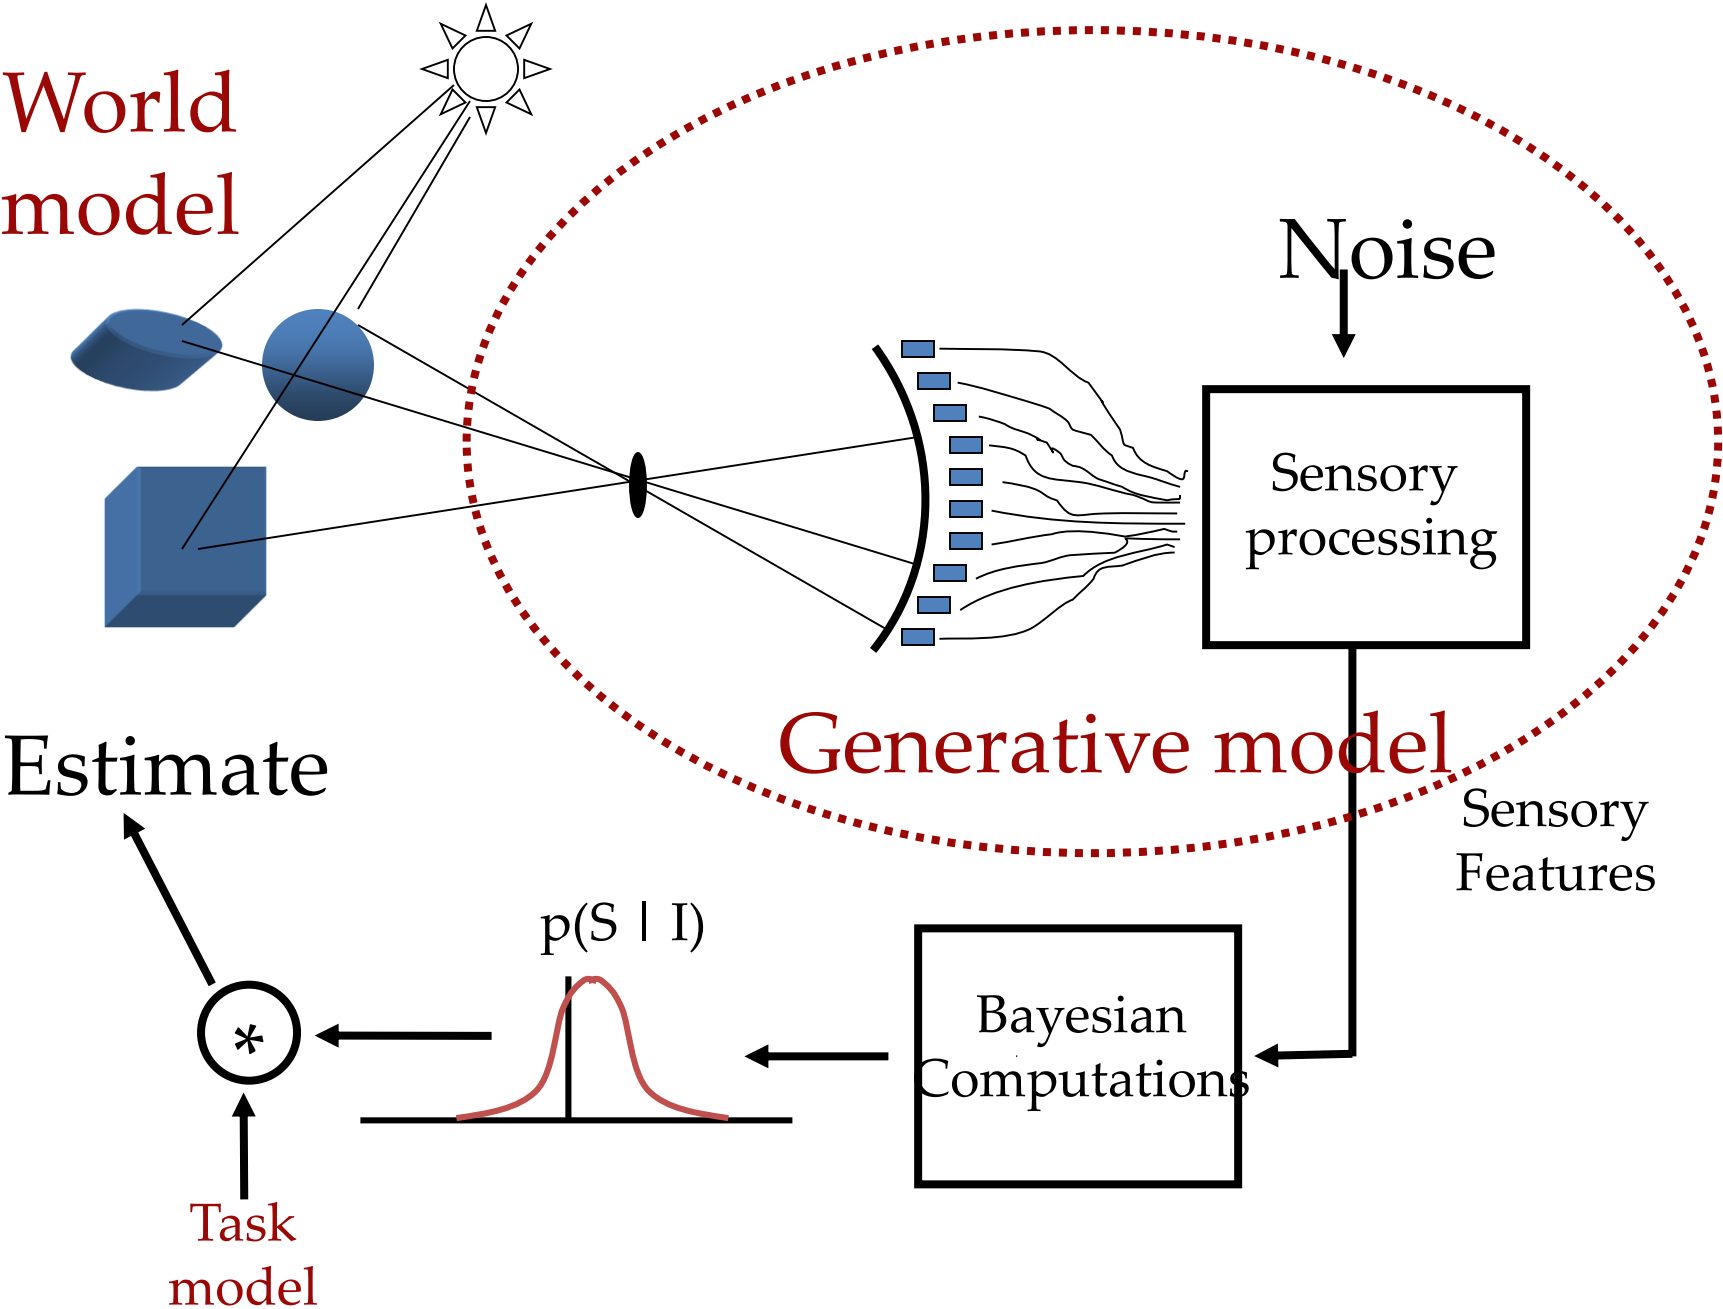 World
model
Noise
Sensory
processing
Generative model
Estimate
Sensory
Features
p(S | I)
Bayesian
Computations
*
Task
model